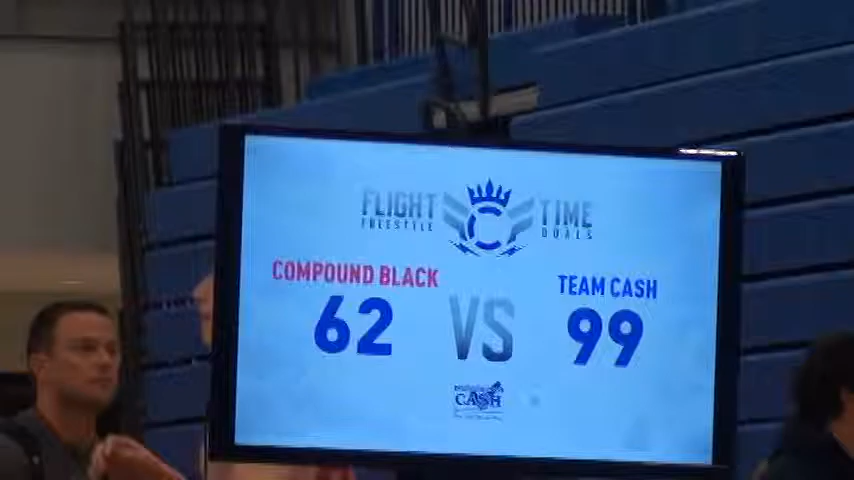 FLIGHT C TIME
FREESTYLE DUALS
COMPOUND BLACK
62
VS
TEAM CASH
99
CASH